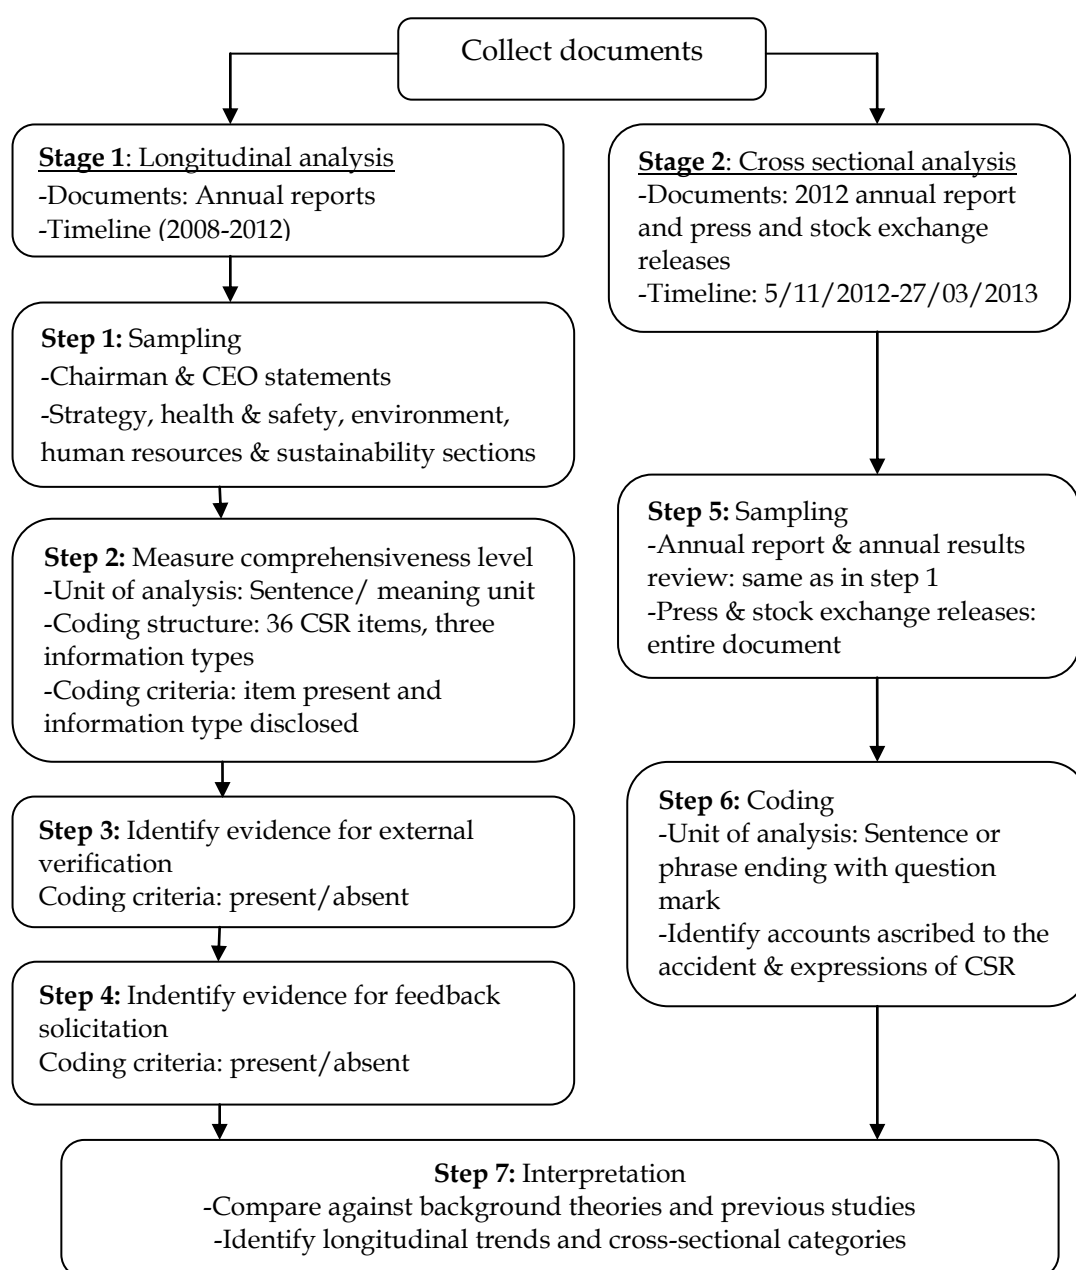 Collect documents
Stage 1: Longitudinal analysis
-Documents: Annual reports
-Timeline (2008-2012)
Step 1: Sampling
-Chairman & CEO statements
-Strategy, health & safety, environment,
human resources & sustainability sections
Step 2: Measure comprehensiveness level
-Unit of analysis: Sentence/ meaning unit
-Coding structure: 36 CSR items, three
information types
-Coding criteria: item present and
information type disclosed
Step 3: Identify evidence for external
verification
Coding criteria: present/absent
Step 4: Indentify evidence for feedback
solicitation
Coding criteria: present/absent
Stage 2: Cross sectional analysis
-Documents: 2012 annual report
and press and stock exchange
releases
-Timeline: 5/11/2012-27/03/2013
Step 5: Sampling
-Annual report & annual results
review: same as in step 1
-Press & stock exchange releases:
entire document
Step 6: Coding
-Unit of analysis: Sentence or
phrase ending with question
mark
-Identify accounts ascribed to the
accident & expressions of CSR
Step 7: Interpretation
-Compare against background theories and previous studies
-Identify longitudinal trends and cross-sectional categories